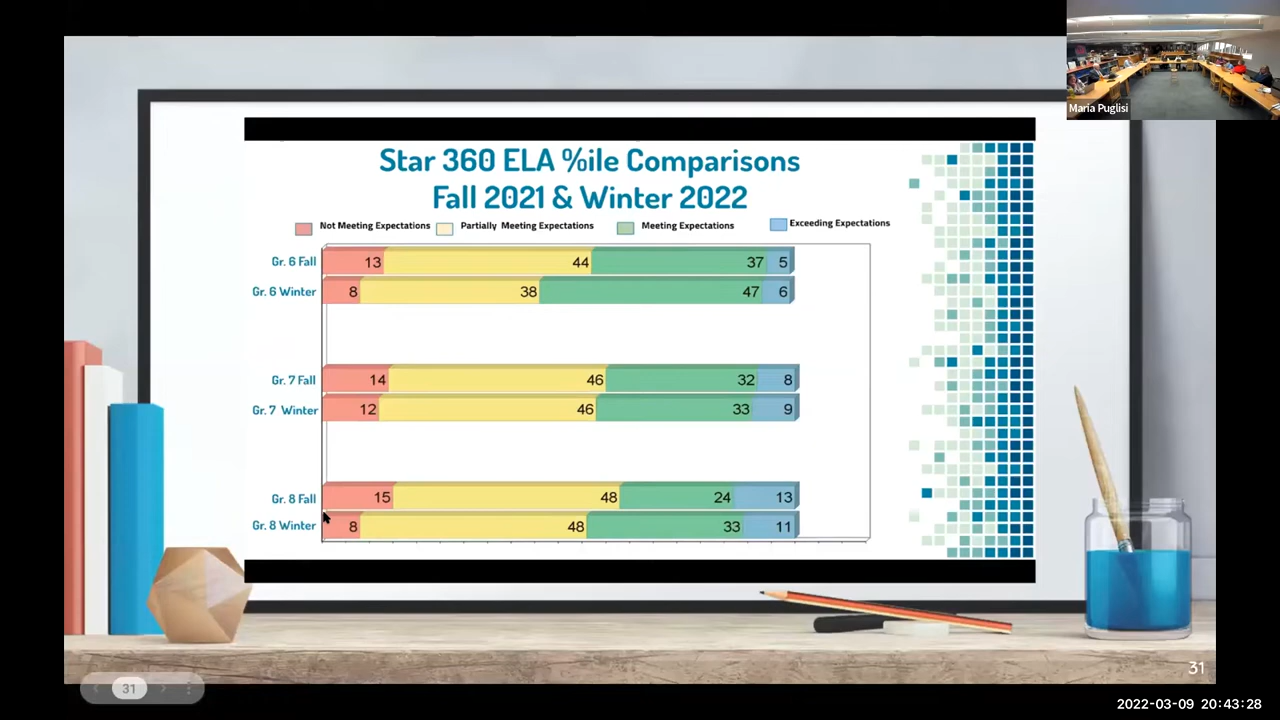 Maria Puglisi
Star 360 ELA %ile Comparisons
Fall 2021 & Winter 2022
Not Meeting Expectations Partially Meeting Expectations Meeting Expectations Exceeding Expectations
Gr. 6 Fall 13 44 37 5
Gr. 6 Winter 8 38 47 6
Gr. 7 Fall 14 46 32 8
Gr. 7 Winter 12 46 33 9
Gr. 8 Fall 15 48 24 13
Gr. 8 Winter 8 48 33 11
31
31
2022-03-09 20:43:28